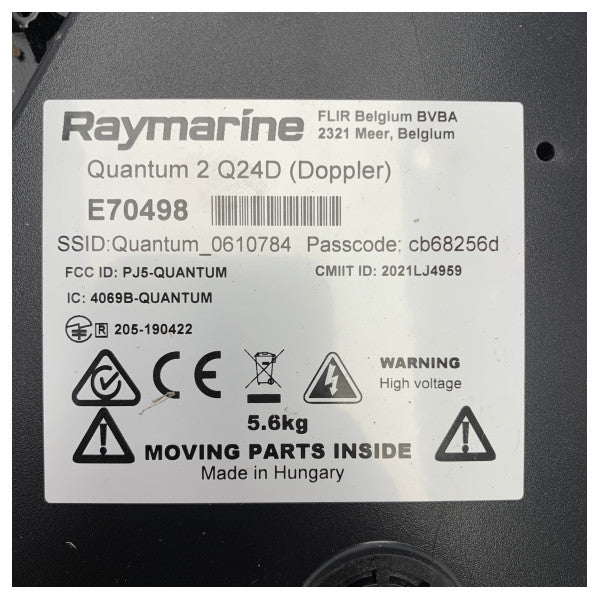 Raymarine
FLIR Belgium BVBA
2321 Meer, Belgium
Quantum 2 Q24D (Doppler)
E70498
SSID:Quantum_0610784 Passcode: cb68256d
FCC ID: PJ5-QUANTUM
CMIIT ID: 2021LJ4959
IC: 4069B-QUANTUM
R 205-190422
CE
WARNING
High voltage
5.6kg
MOVING PARTS INSIDE
Made in Hungary